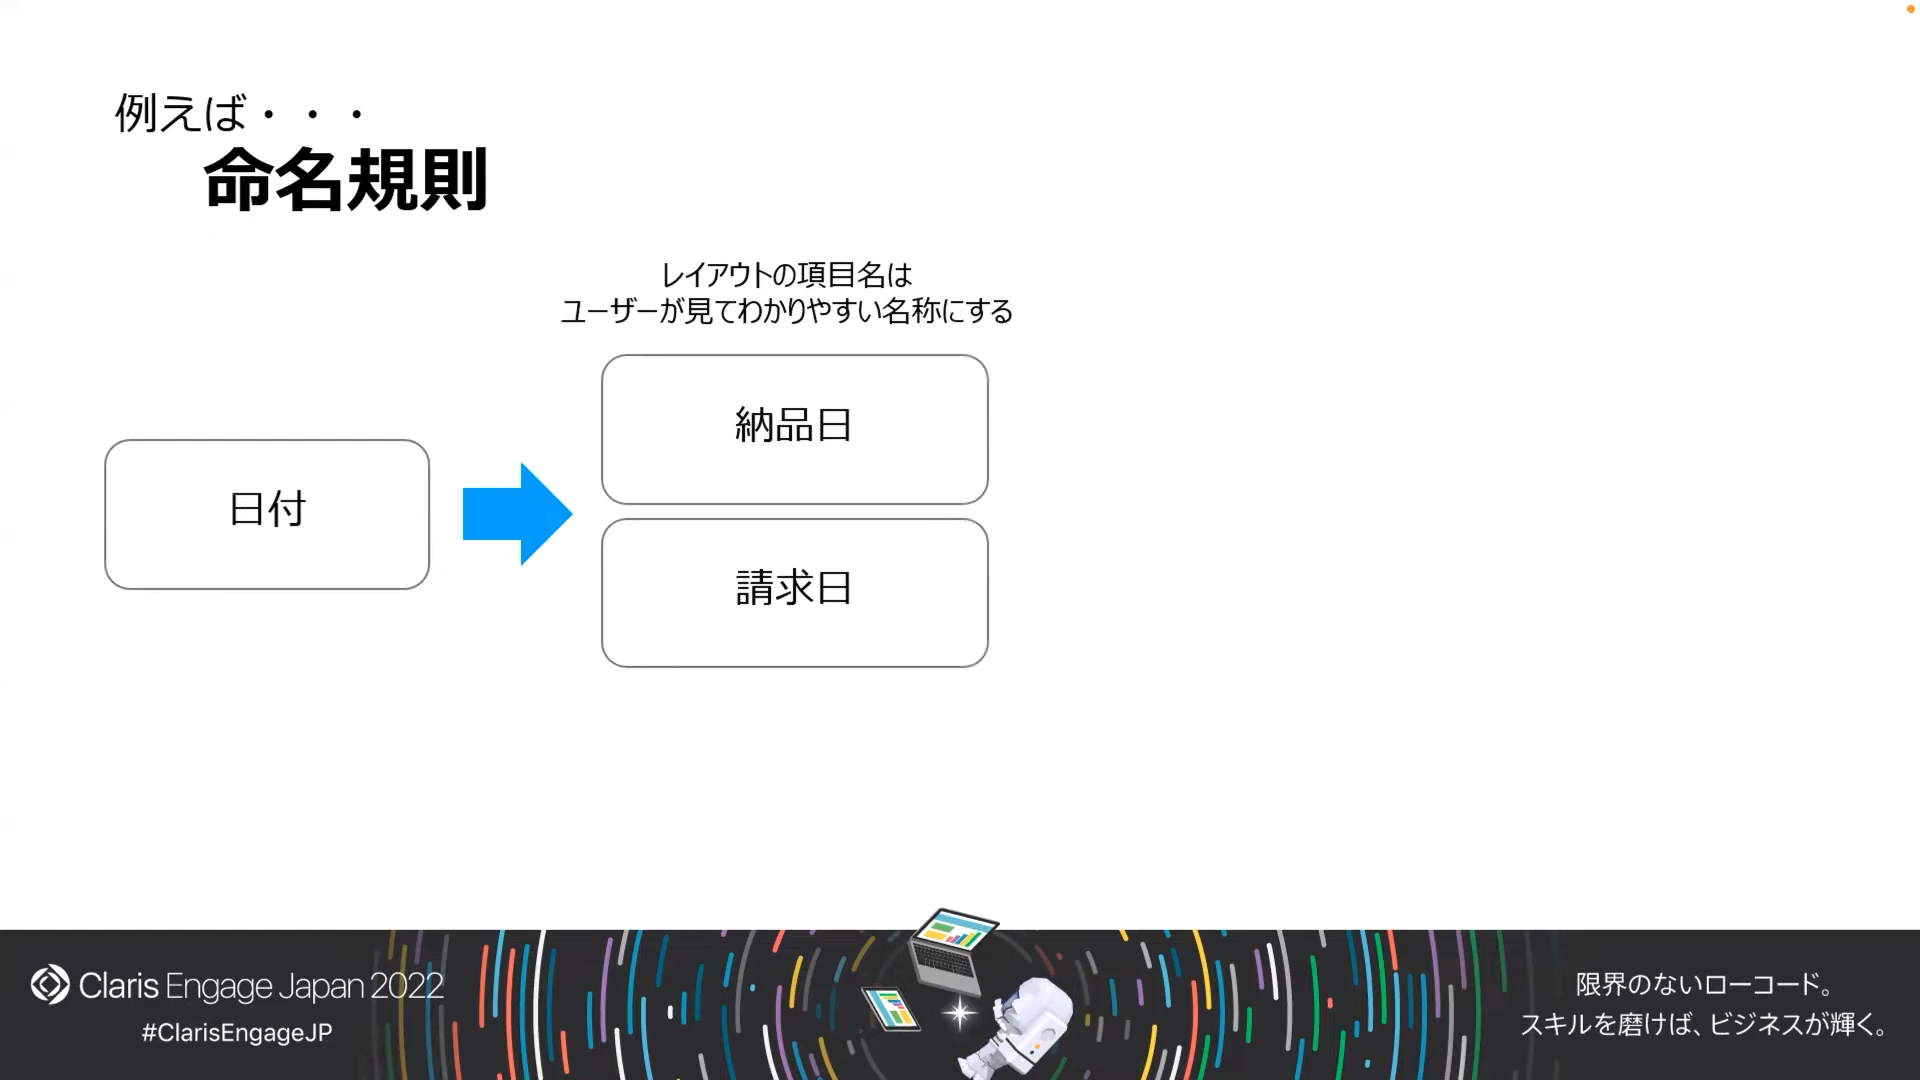 例えば・・・
命名規則
レイアウトの項目名は
ユーザーが見てわかりやすい名称にする
日付
納品日
請求日
Claris Engage Japan 2022
#ClarisEngageJP
限界のないローコード。
スキルを磨けば、ビジネスが輝く。